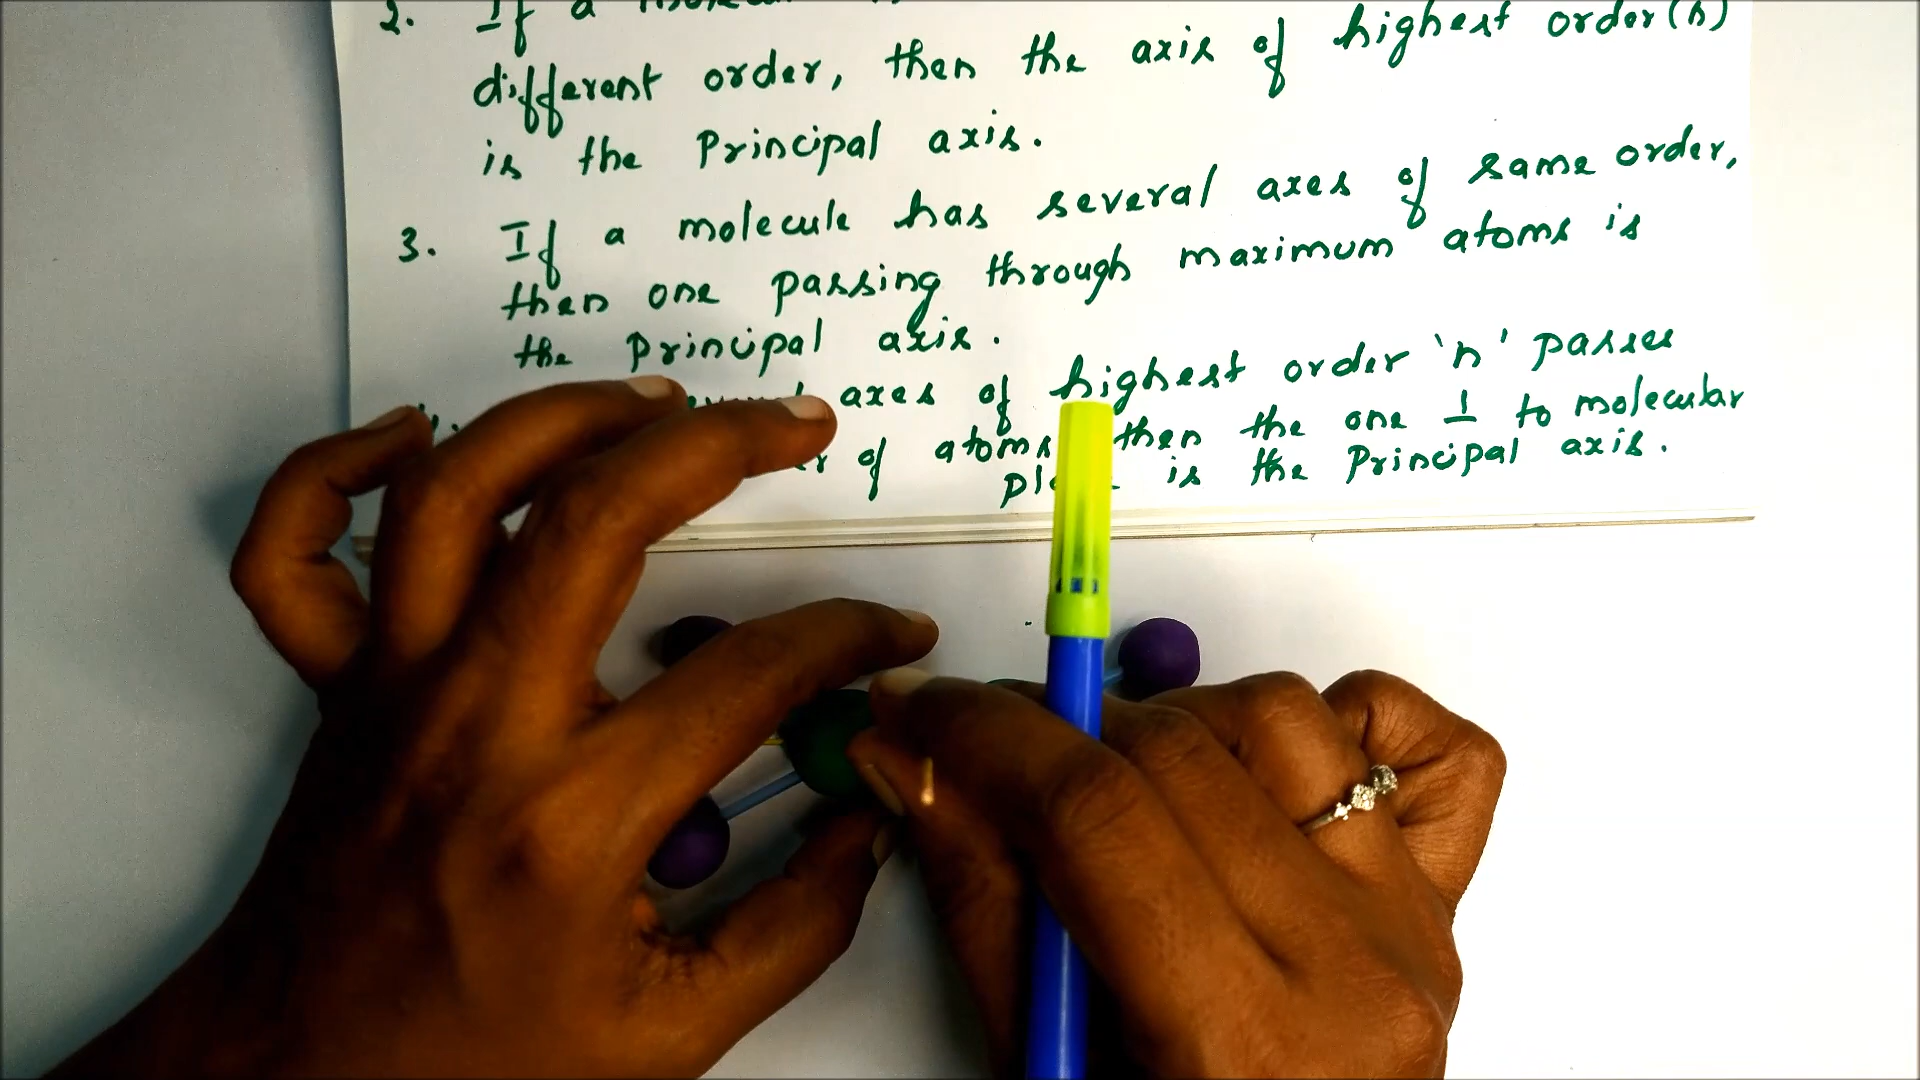 2. If a
different order, then the axis of highest order (n)
is the Principal axis.
3. If a molecule has several axes of same order,
then one passing through maximum atoms is
the Principal axis.
axes of highest order 'n' passes
of atoms then the one ⊥ to molecular
is the Principal axis.